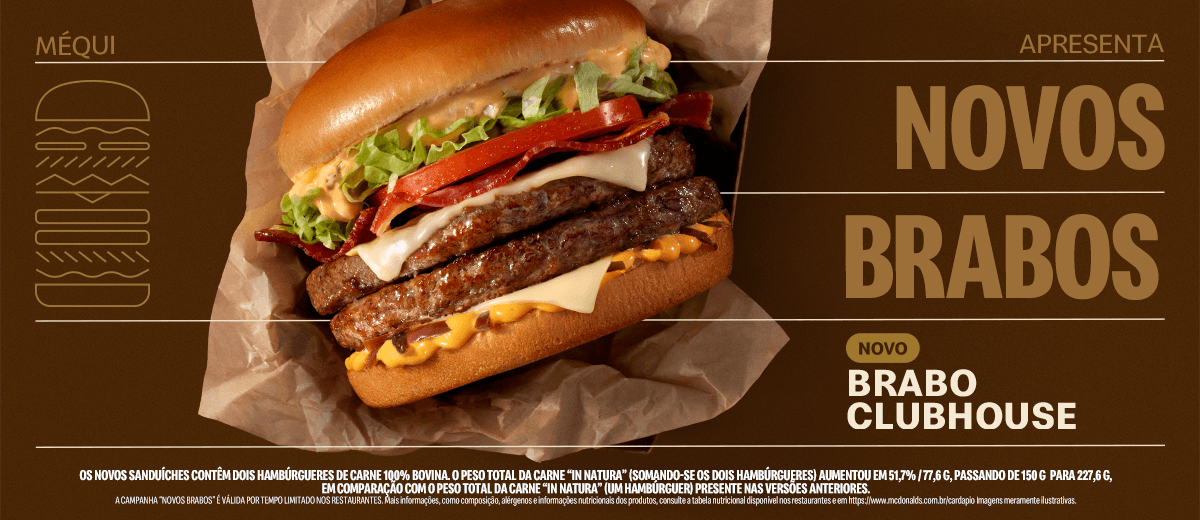 MÉQUI
APRESENTA
NOVOS
BRABOS
NOVO
BRABO
CLUBHOUSE
OS NOVOS SANDUÍCHES CONTÊM DOIS HAMBÚRGUERES DE CARNE 100% BOVINA. O PESO TOTAL DA CARNE “IN NATURA” (SOMANDO-SE OS DOIS HAMBÚRGUERES) AUMENTOU EM 51,7% / 77,6 G, PASSANDO DE 150 G PARA 227,6 G,
EM COMPARAÇÃO COM O PESO TOTAL DA CARNE “IN NATURA” (UM HAMBÚRGUER) PRESENTE NAS VERSÕES ANTERIORES.
A CAMPANHA “NOVOS BRABOS” É VÁLIDA POR TEMPO LIMITADO NOS RESTAURANTES. Mais informações, como composição, alérgenos e informações nutricionais dos produtos, consulte a tabela nutricional disponível nos restaurantes e em https://www.mcdonalds.com.br/cardapio Imagens meramente ilustrativas.